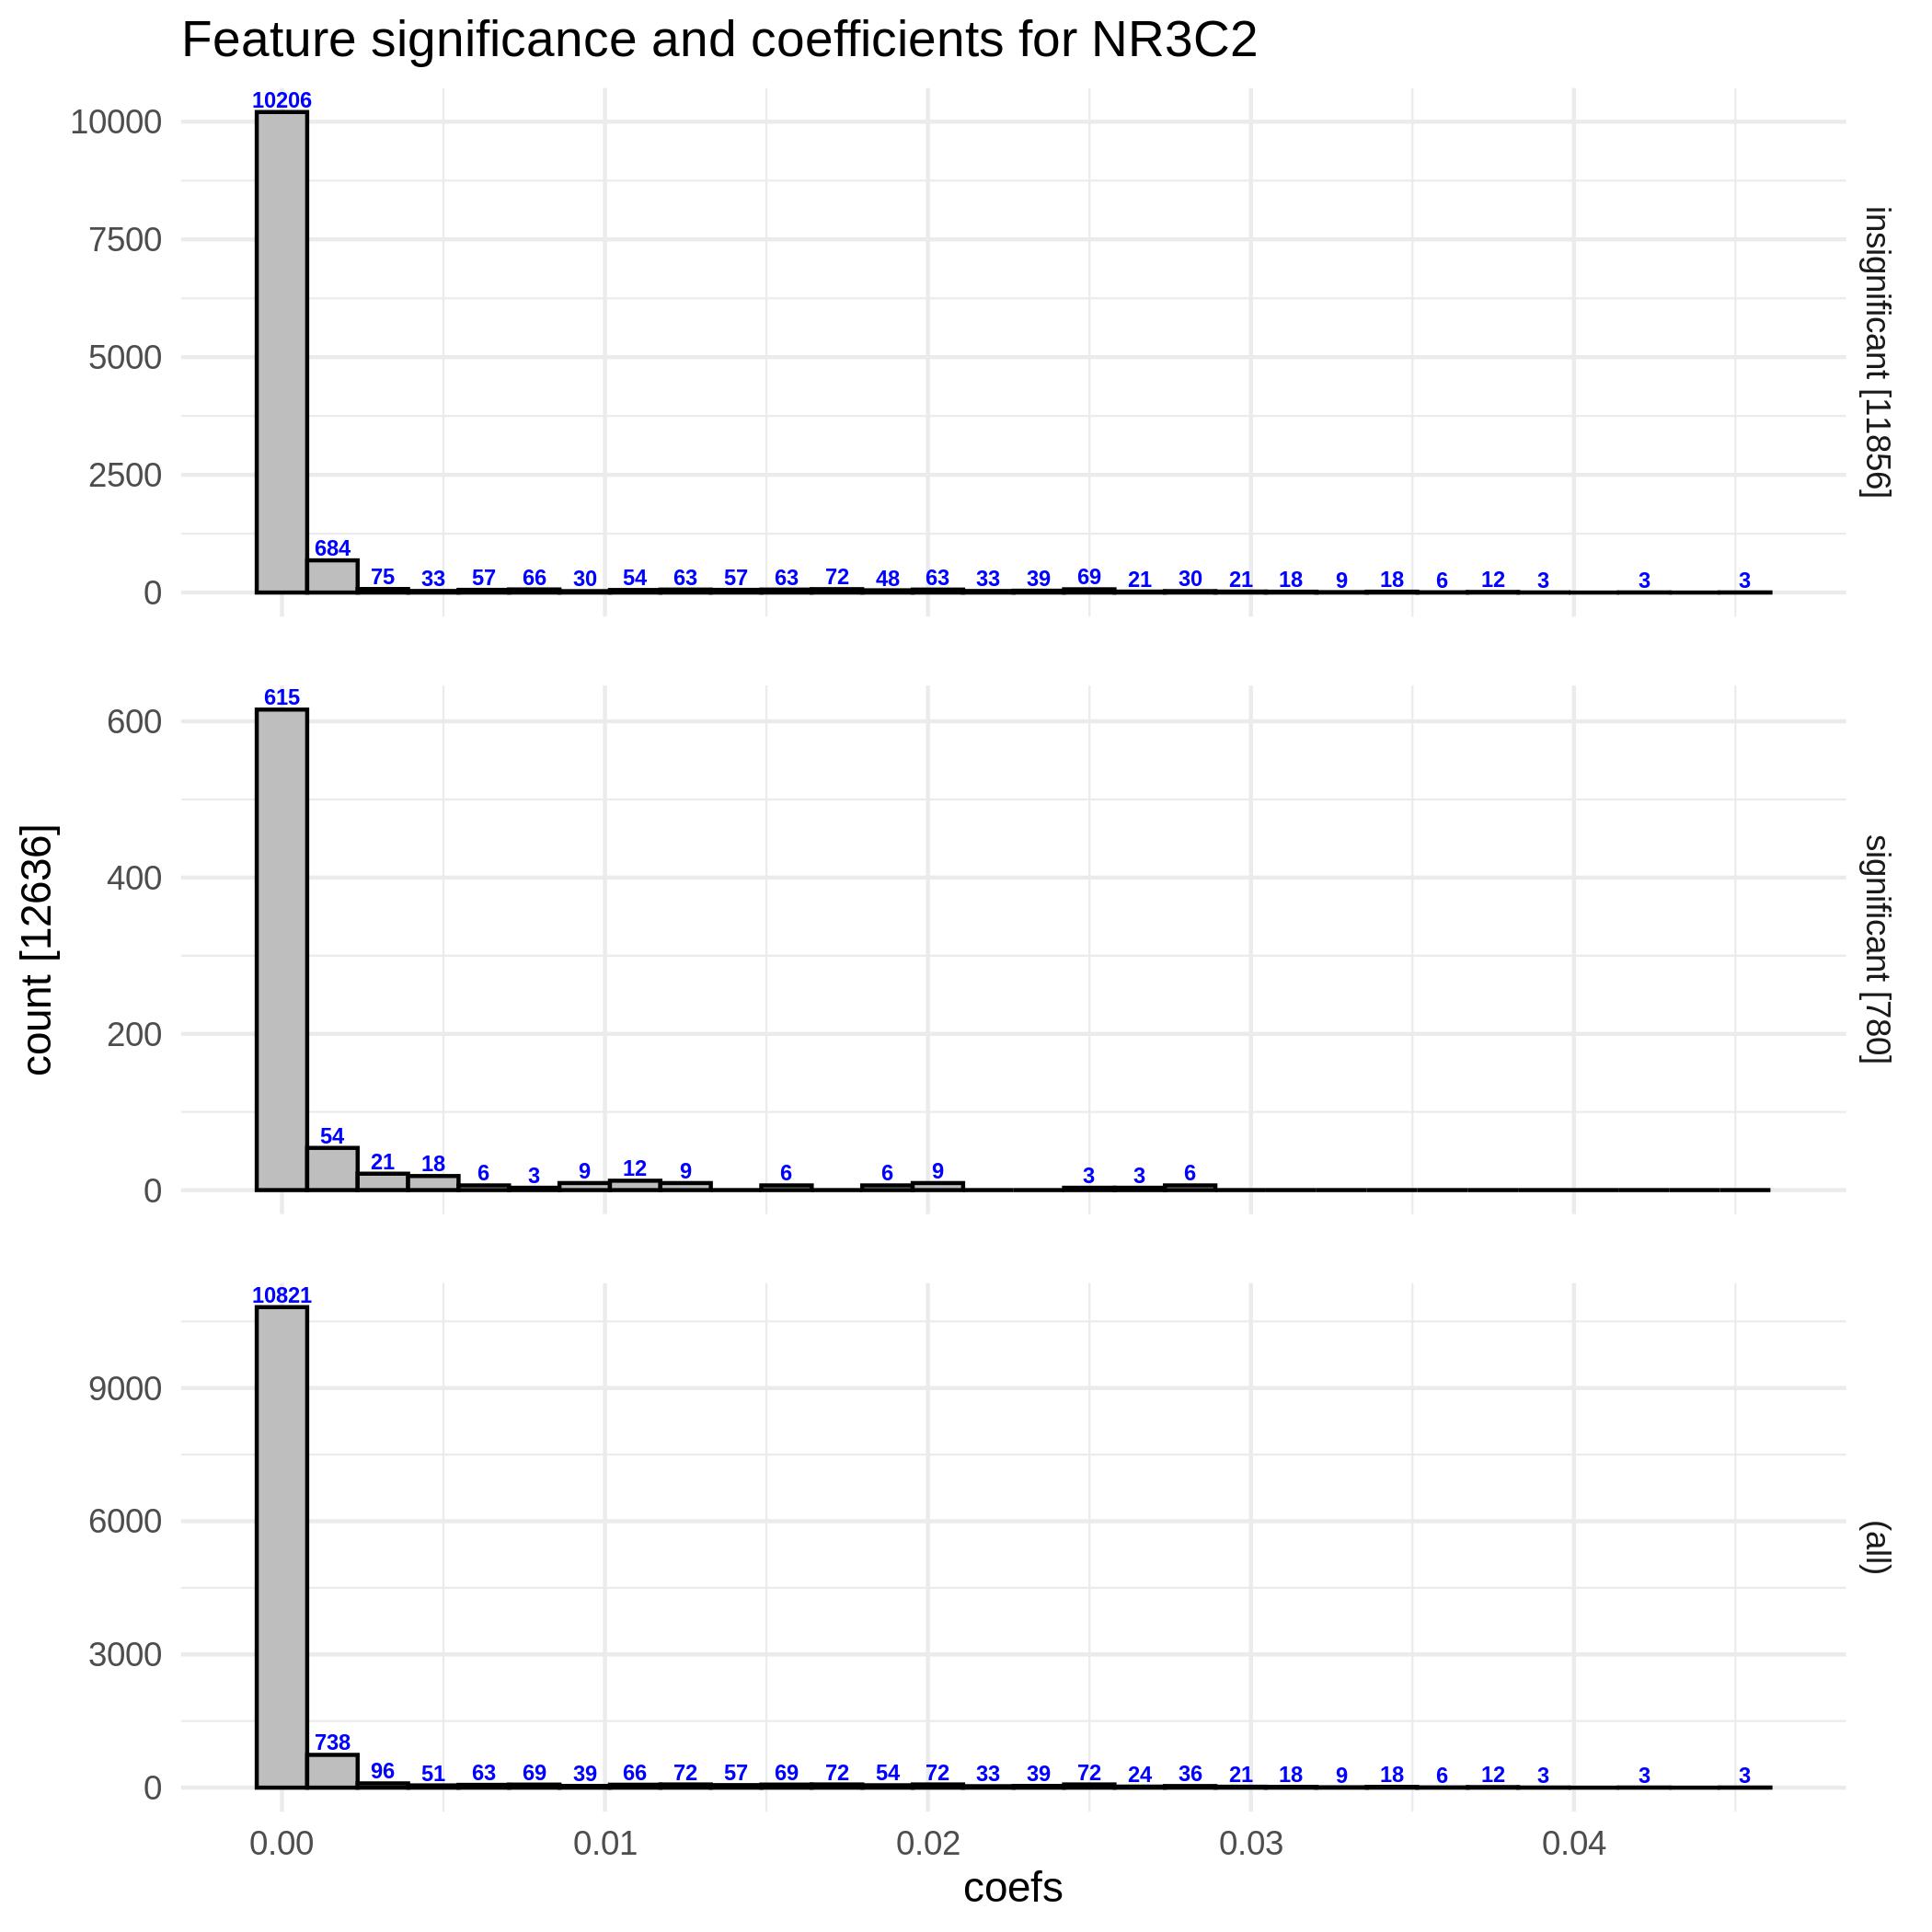 Feature significance and coefficients for NR3C2
10206
10000
7500
5000
2500
0
684 75 33 57 66 30 54 63 57 63 72 48 63 33 39 69 21 30 21 18 9 18 6 12 3 3 3
insignificant [11856]
615
600
400
200
0
54 21 18 6 3 9 12 9 6 6 9 3 3 6
significant [780]
count [12636]
10821
9000
6000
3000
0
738 96 51 63 69 39 66 72 57 69 72 54 72 33 39 72 24 36 21 18 9 18 6 12 3 3 3
(all)
0.00 0.01 0.02 0.03 0.04
coefs